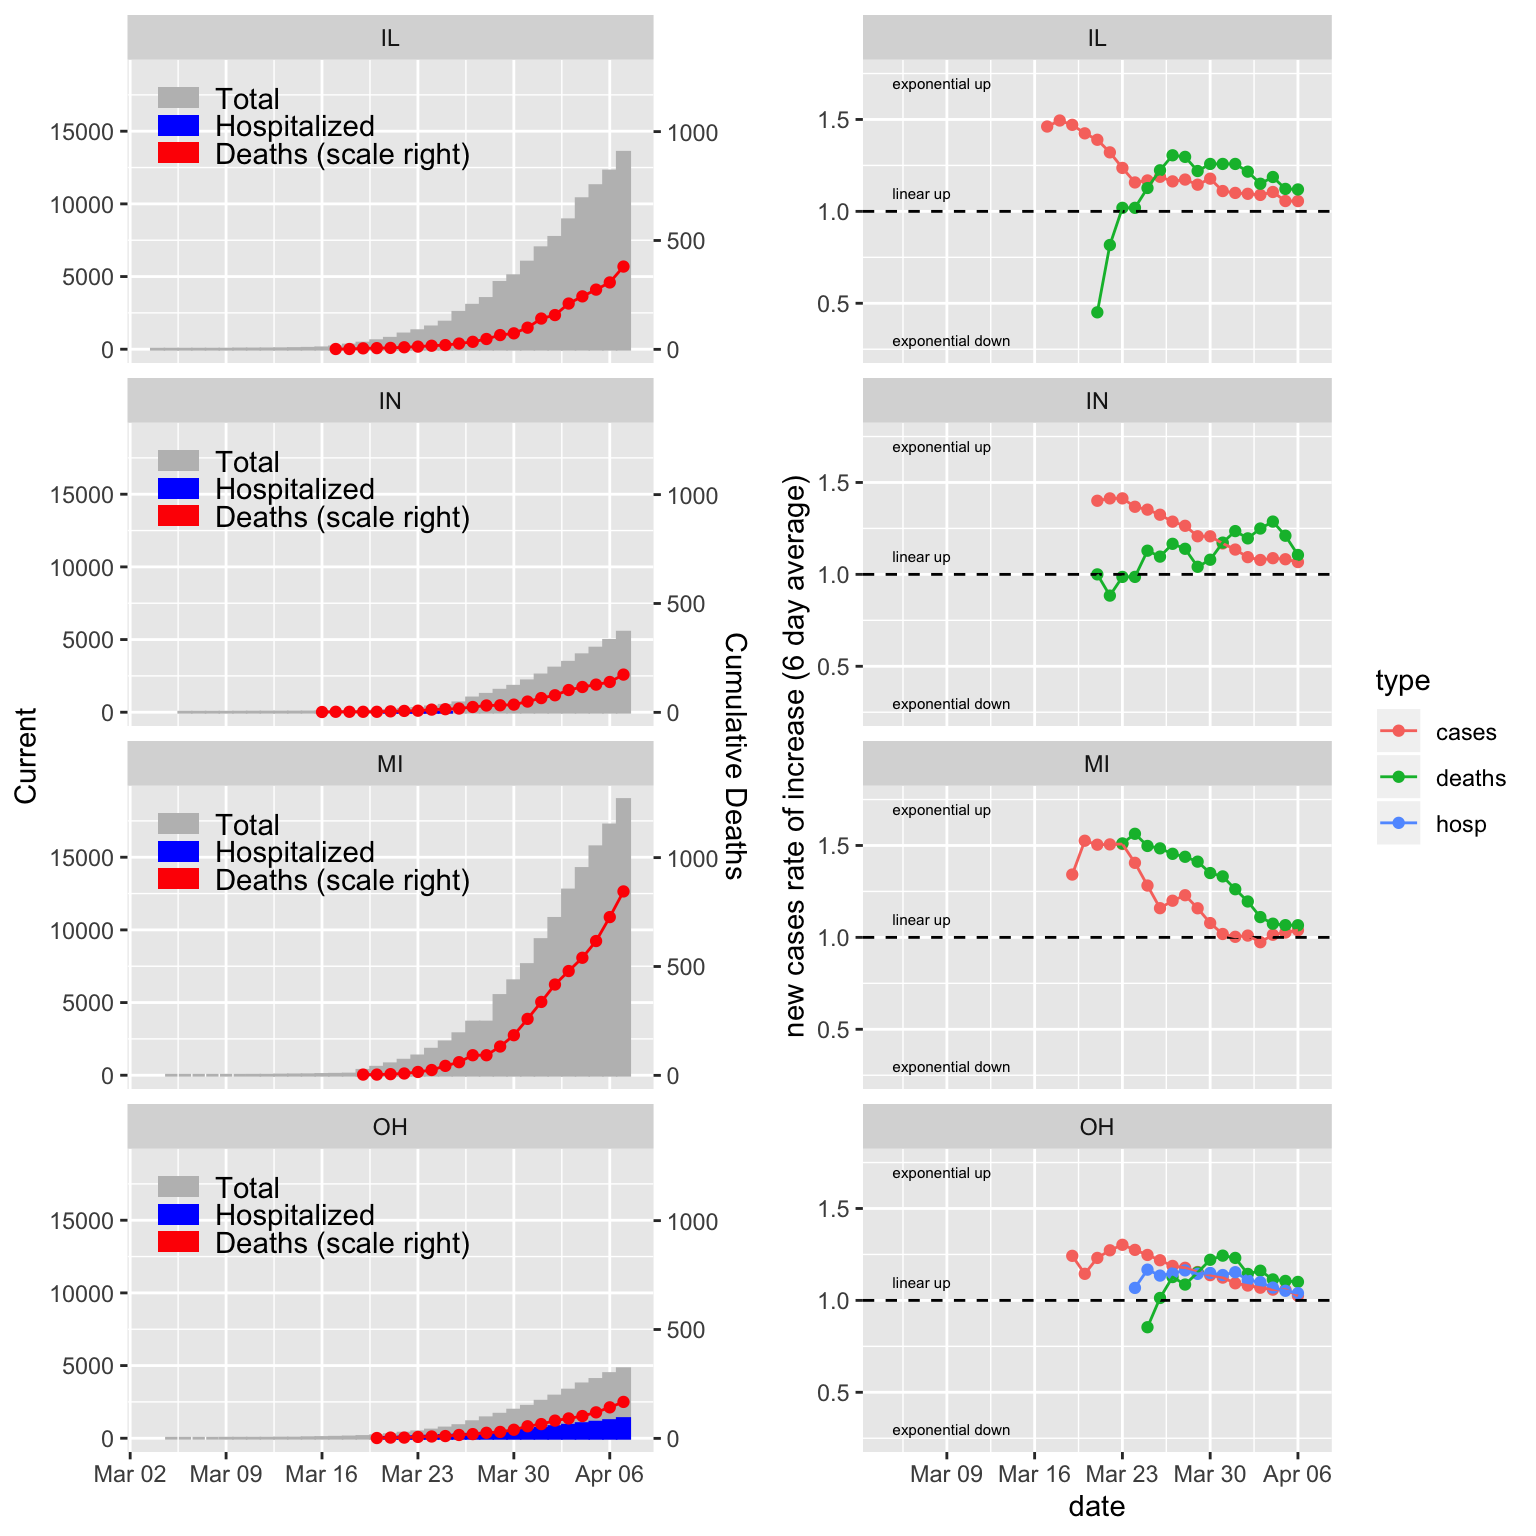 IL
Total
Hospitalized
Deaths (scale right)
15000
10000
5000
0
1000
500
0
IN
Total
Hospitalized
Deaths (scale right)
15000
10000
5000
0
1000
500
0
MI
Total
Hospitalized
Deaths (scale right)
15000
10000
5000
0
1000
500
0
OH
Total
Hospitalized
Deaths (scale right)
15000
10000
5000
0
1000
500
0
Mar 02 Mar 09 Mar 16 Mar 23 Mar 30 Apr 06
Current
Cumulative Deaths
IL
exponential up
linear up
exponential down
1.5
1.0
0.5
IN
exponential up
linear up
exponential down
1.5
1.0
0.5
MI
exponential up
linear up
exponential down
1.5
1.0
0.5
OH
exponential up
linear up
exponential down
1.5
1.0
0.5
Mar 09 Mar 16 Mar 23 Mar 30 Apr 06
date
new cases rate of increase (6 day average)
type
cases
deaths
hosp